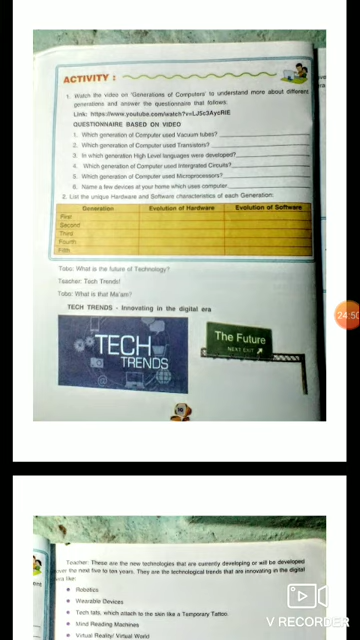 ACTIVITY :
1. Watch the video on 'Generations of Computers' to understand more about different
generations and answer the questionnaire that follows.
Link: https://www.youtube.com/watch?v=LJ5c3AycRIE
QUESTIONNAIRE BASED ON VIDEO
1. Which generation of Computer used Vacuum tubes?
2. Which generation of Computer used Transistors?
3. In which generation High Level languages were developed?
4. Which generation of Computer used Intergrated Circuits?
5. Which generation of Computer used Microprocessors?
6. Name a few devices at your home which uses computer
2. List the unique Hardware and Software characteristics of each Generation:
Generation Evolution of Hardware Evolution of Software
First
Second
Third
Fourth
Fifth
Tobo: What is the future of Technology?
Teacher: Tech Trends!
Tobo: What is that Ma'am?
TECH TRENDS - Innovating in the digital era
TECH
TRENDS
The Future
NEXT EXIT
24:50
Teacher: These are the new technologies that are currently developing or will be developed
over the next five to ten years. They are the technological trends that are innovating in the digital
era like:
Robotics
Wearable Devices
Tech tats, which attach to the skin like a Temporary Tattoo.
Mind Reading Machines
Virtual Reality/ Virtual World
V RECORDER